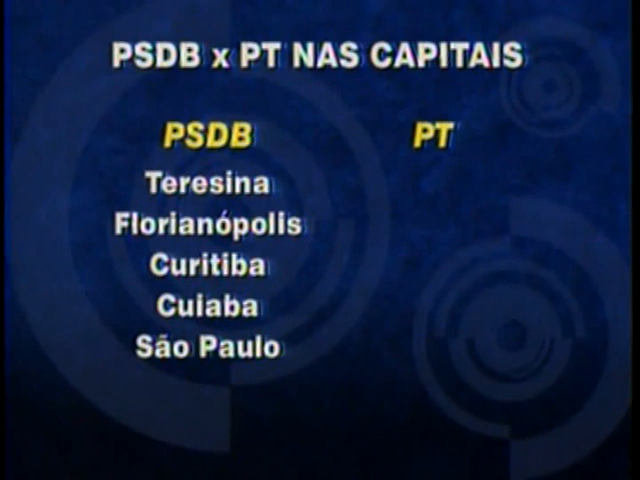 PSDB x PT NAS CAPITAIS
PSDB PT
Teresina
Florianópolis
Curitiba
Cuiaba
São Paulo